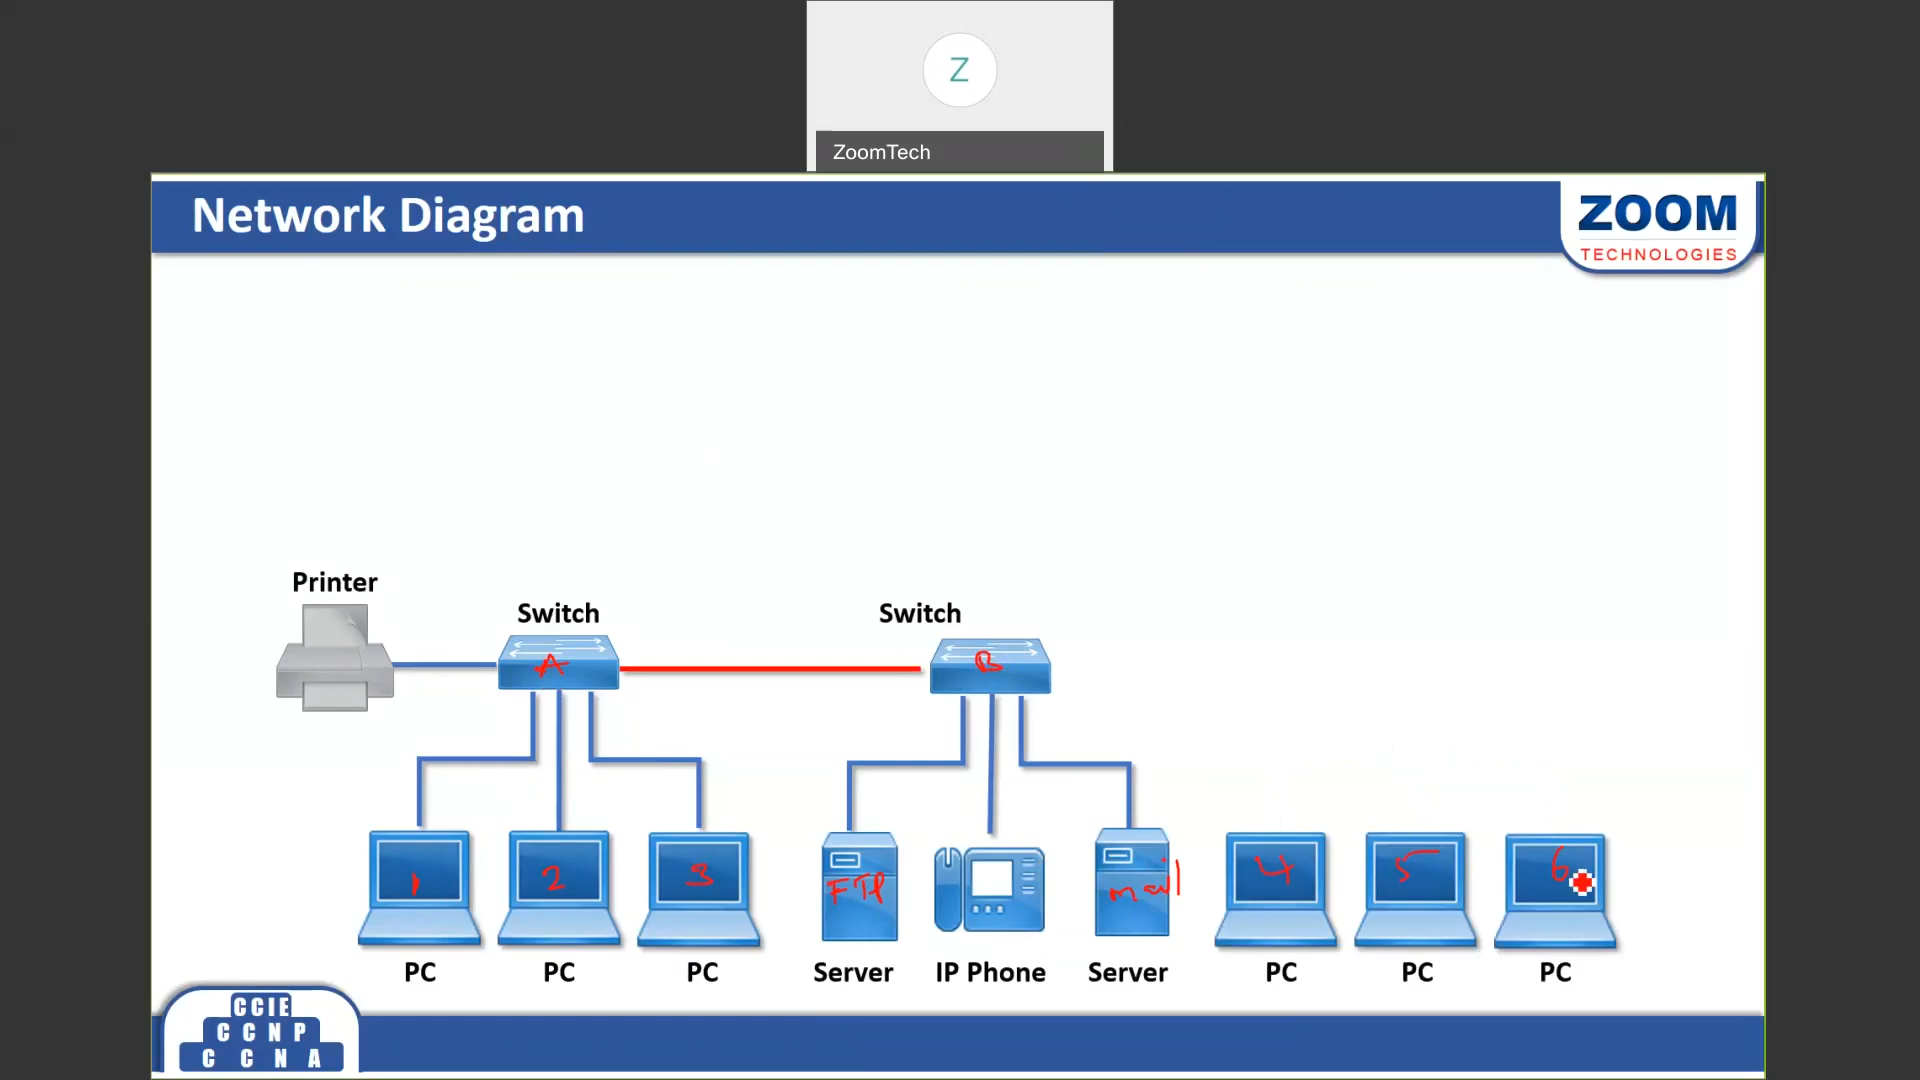 Z
ZoomTech
Network Diagram
ZOOM
TECHNOLOGIES
Printer
Switch
Switch
A
B
1
2
3
FTP
mail
4
5
6
PC
PC
PC
Server
IP Phone
Server
PC
PC
PC
CCIE
CCNP
CCNA